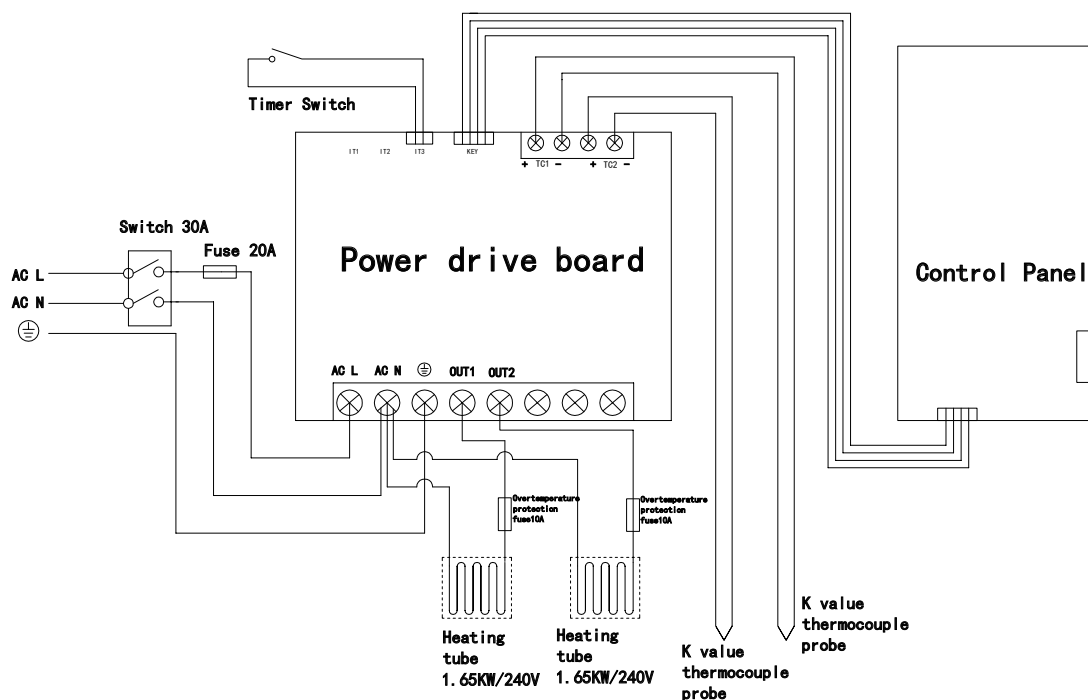 Timer Switch
IT1
IT2
IT3
KEY
+ TC1 -
+ TC2 -
Switch 30A
Fuse 20A
Power drive board
Control Panel
AC L
AC N
AC L
AC N
OUT1
OUT2
Overtemperature
protection
fuse10A
Overtemperature
protection
fuse10A
Heating
tube
1.65KW/240V
Heating
tube
1.65KW/240V
K value
thermocouple
probe
K value
thermocouple
probe